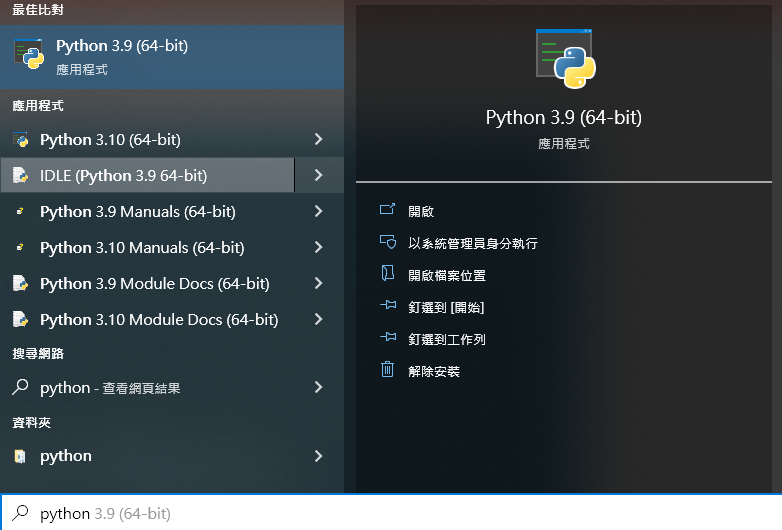 最佳比對
Python 3.9 (64-bit)
應用程式
應用程式
Python 3.10 (64-bit)
IDLE (Python 3.9 64-bit)
Python 3.9 Manuals (64-bit)
Python 3.10 Manuals (64-bit)
Python 3.9 Module Docs (64-bit)
Python 3.10 Module Docs (64-bit)
搜尋網路
python - 查看網頁結果
資料夾
python
Python 3.9 (64-bit)
應用程式
開啟
以系統管理員身分執行
開啟檔案位置
釘選到 [開始]
釘選到工作列
解除安裝
python 3.9 (64-bit)